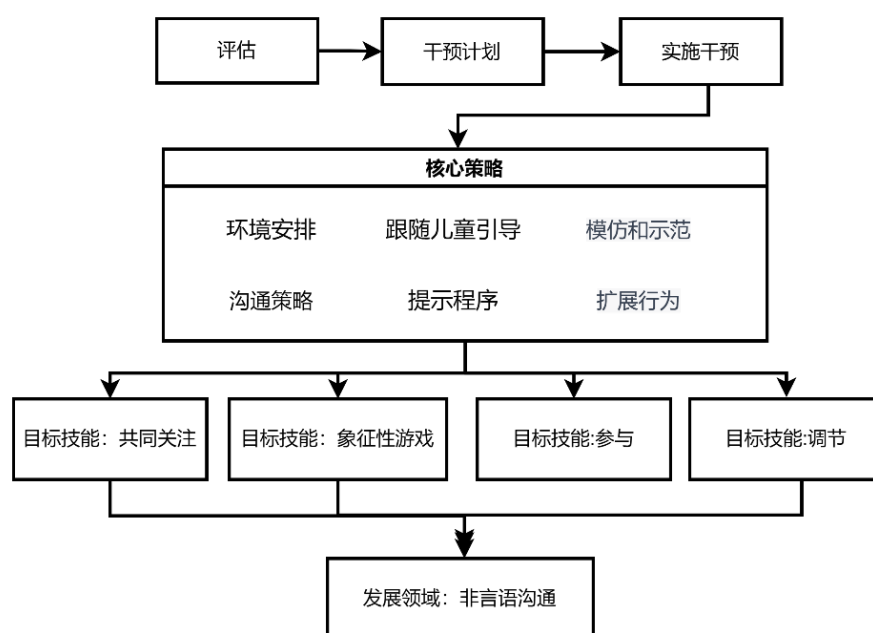 评估
干预计划
实施干预
核心策略
环境安排
跟随儿童引导
模仿和示范
沟通策略
提示程序
扩展行为
目标技能：共同关注
目标技能：象征性游戏
目标技能:参与
目标技能:调节
发展领域：非言语沟通